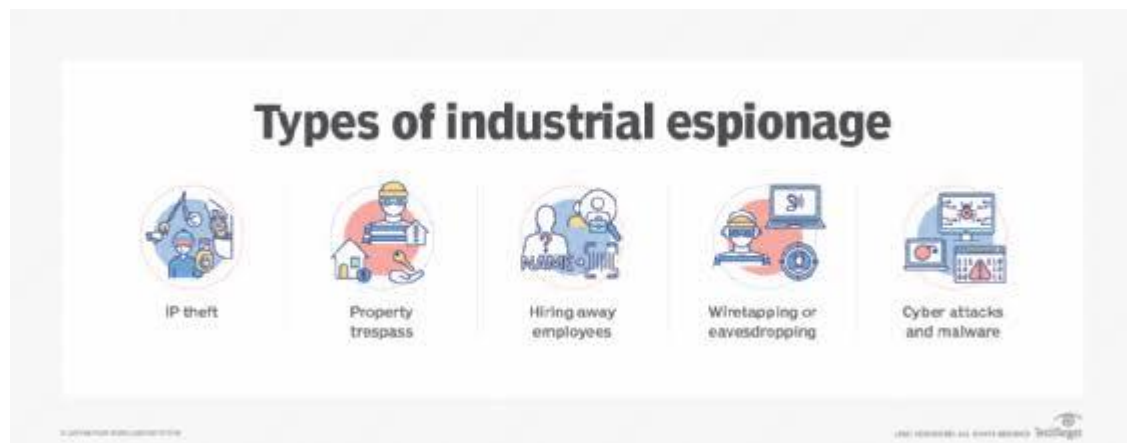 Types of industrial espionage
IP theft
Property
trespass
Hiring away
employees
Wiretapping or
eavesdropping
Cyber attacks
and malware
NAME
TechTarget